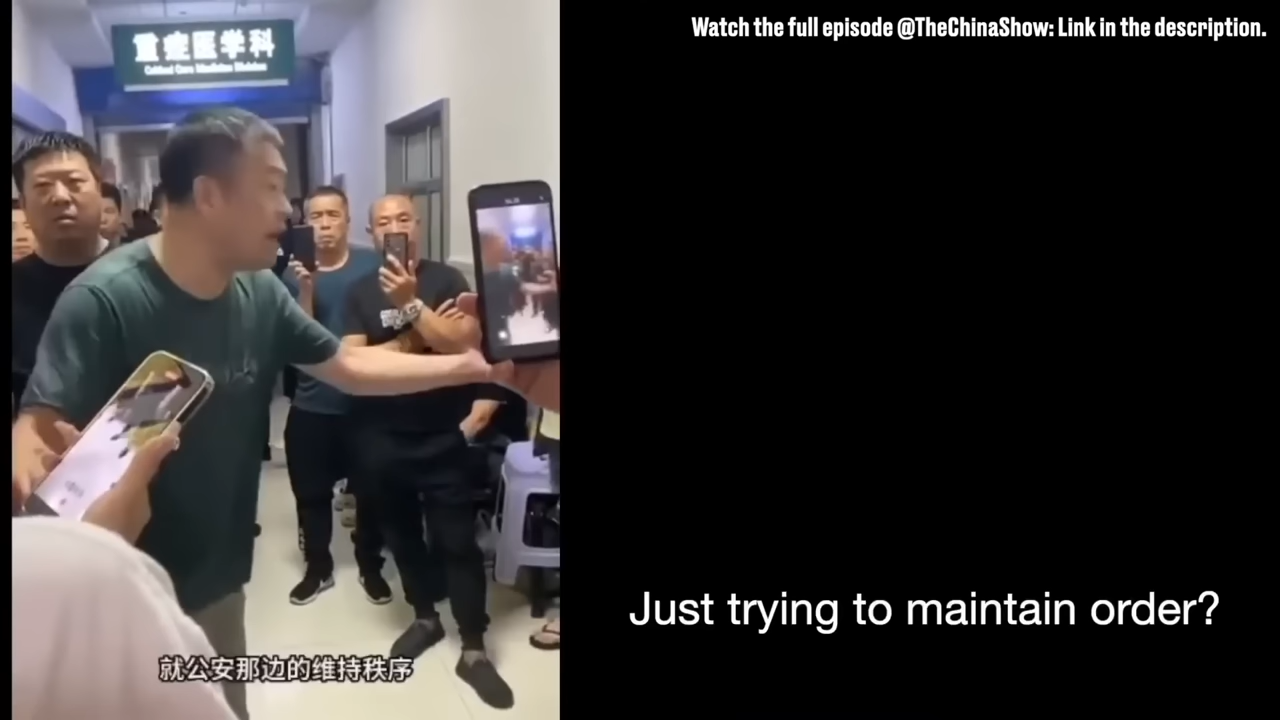 Watch the full episode @TheChinaShow: Link in the description.
重症医学科
Critical Care Medicine Division
Just trying to maintain order?
就公安那边的维持秩序